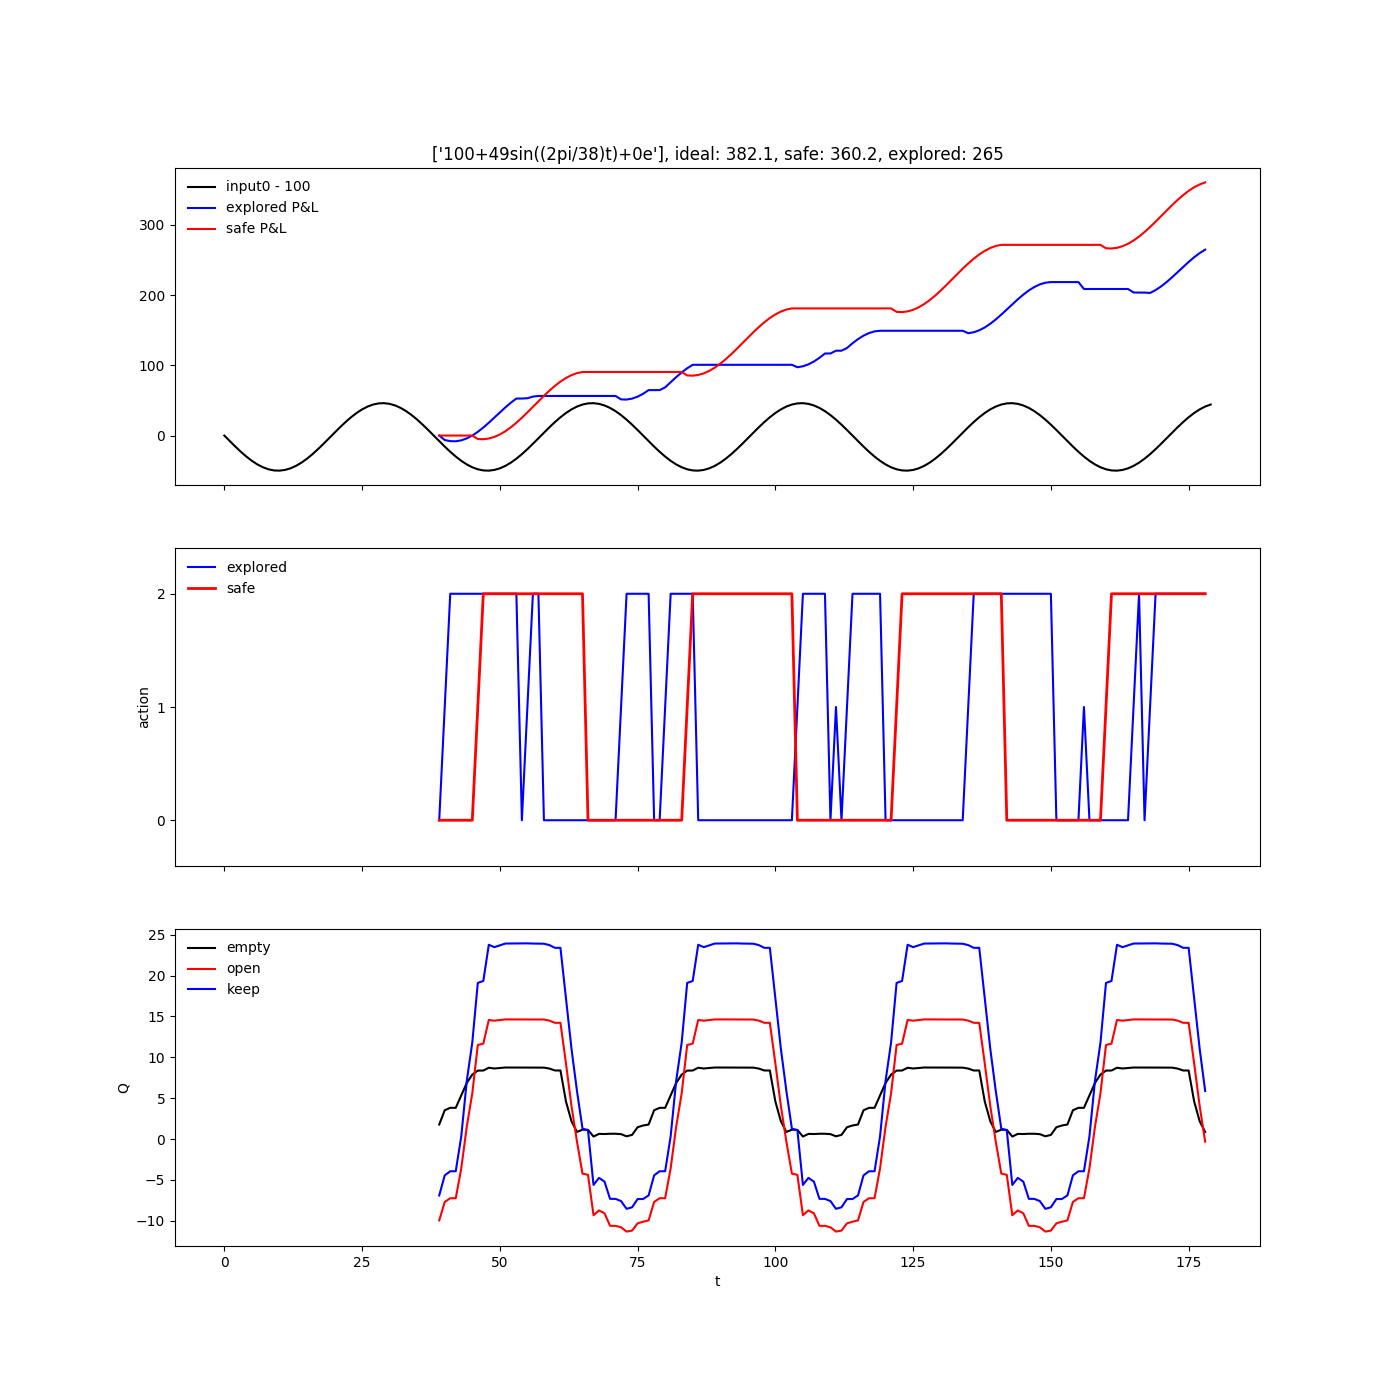 ['100+49sin((2pi/38)t)+0e'], ideal: 382.1, safe: 360.2, explored: 265
input0 - 100
explored P&L
safe P&L
300
200
100
0
explored
safe
2
1
0
action
empty
open
keep
25
20
15
10
5
0
−5
−10
Q
0 25 50 75 100 125 150 175
t